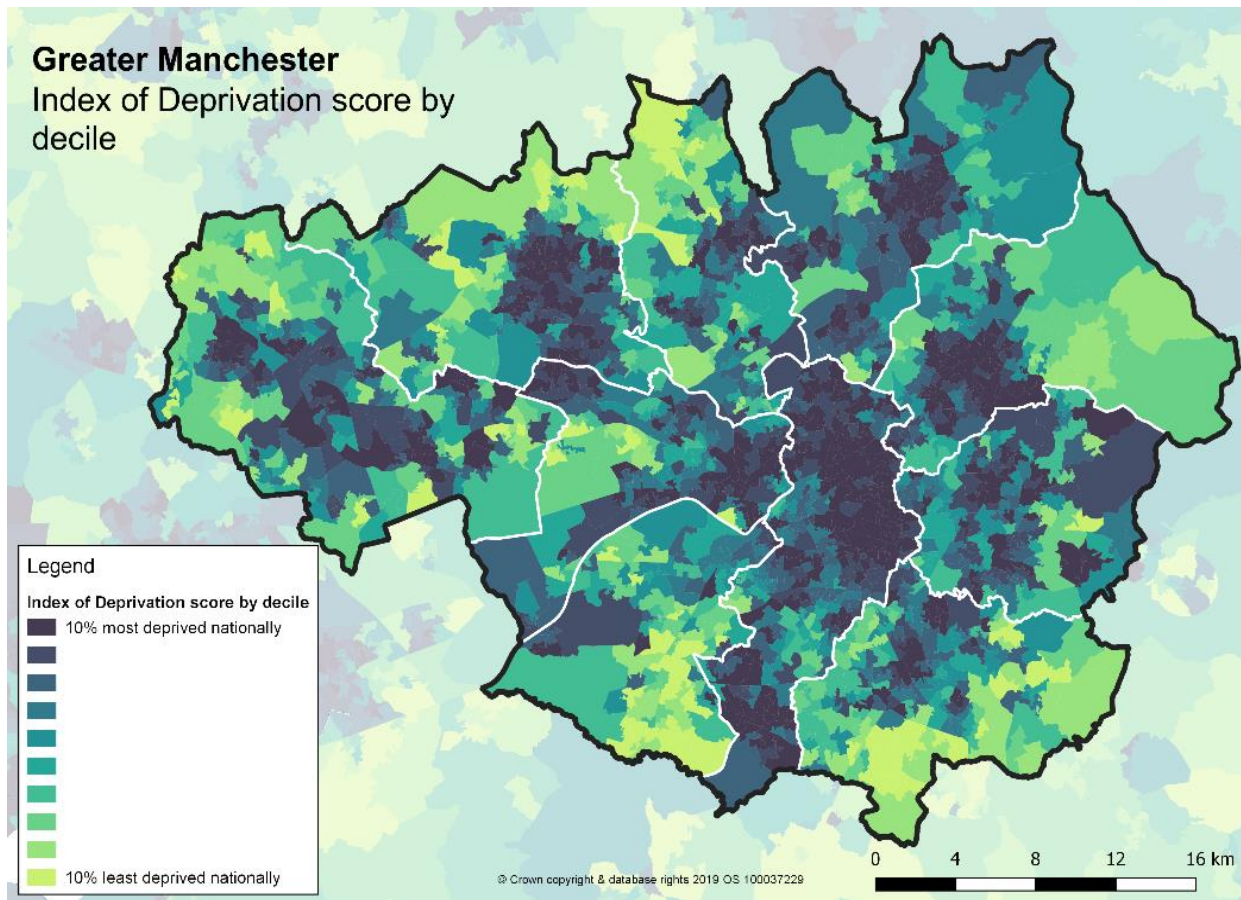 Greater Manchester
Index of Deprivation score by
decile
Legend
Index of Deprivation score by decile
10% most deprived nationally
10% least deprived nationally
© Crown copyright & database rights 2019 OS 100037229
0 4 8 12 16 km